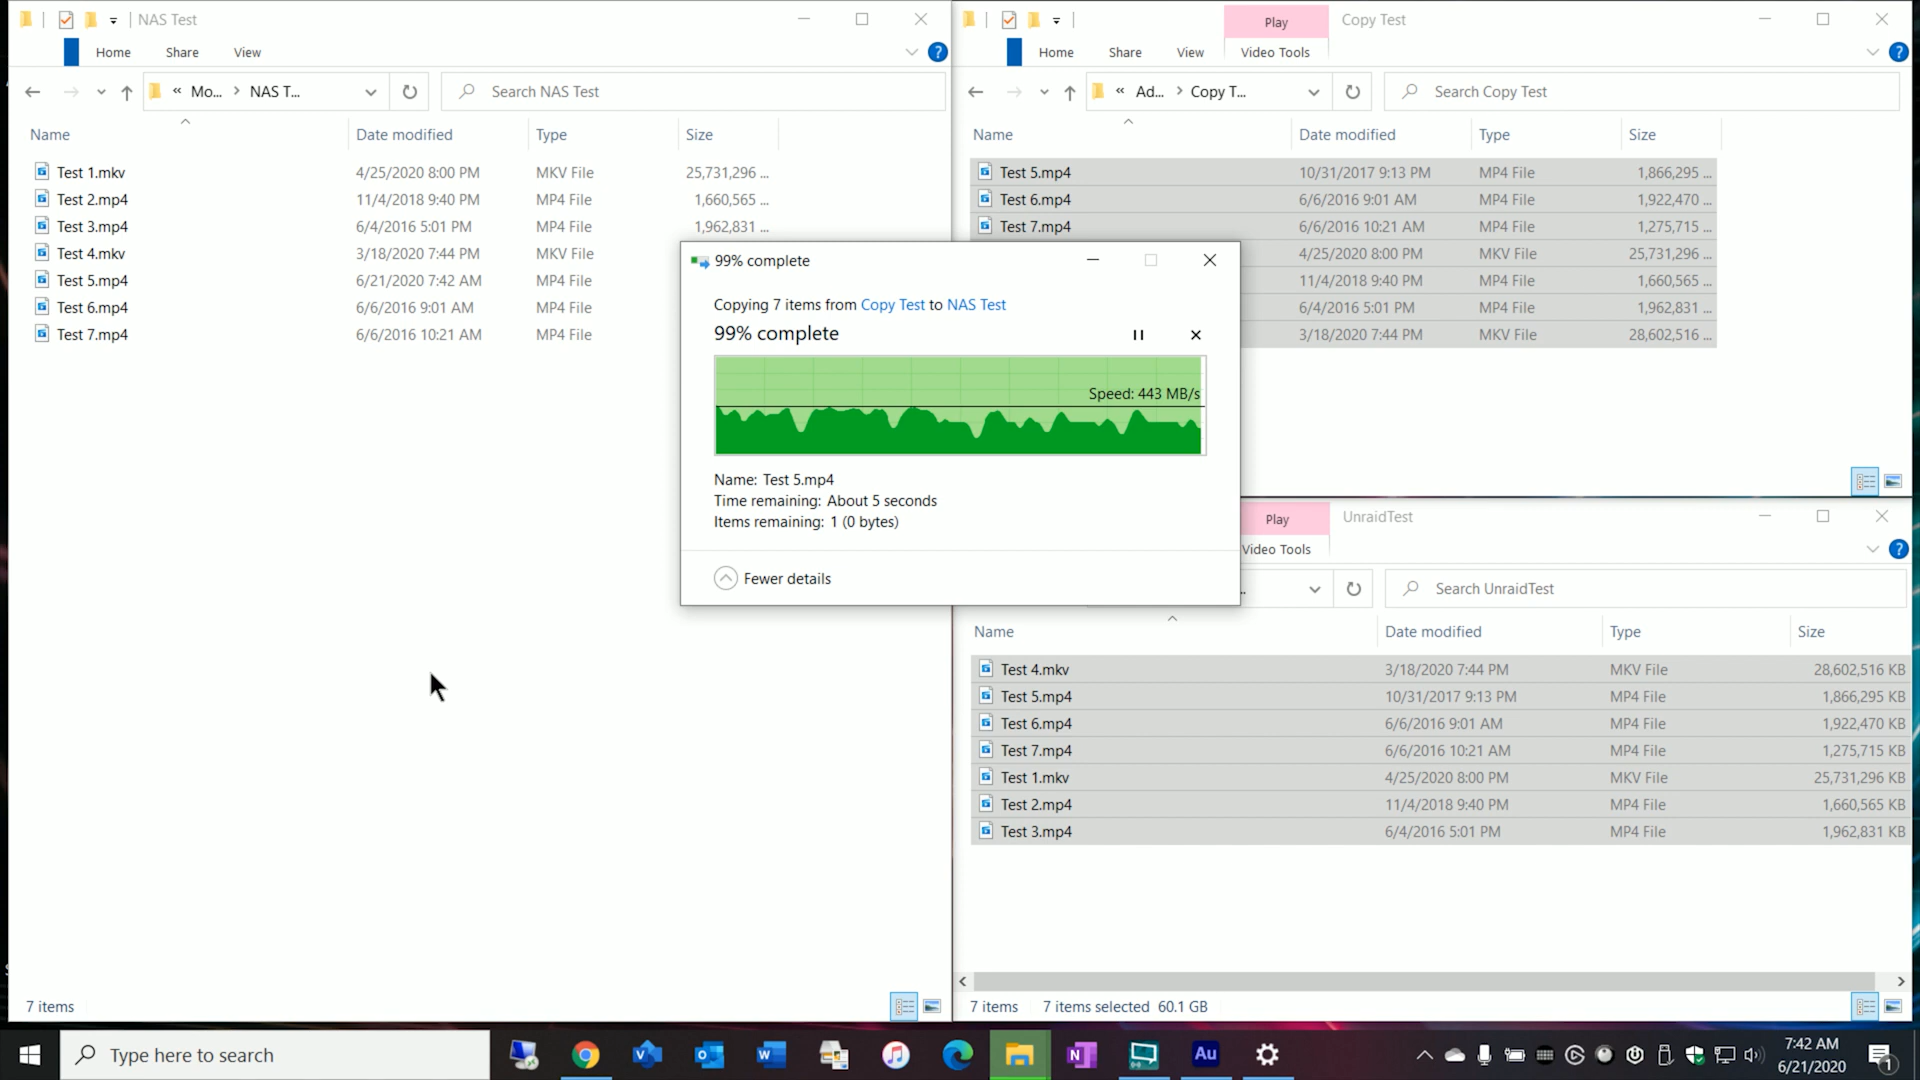 NAS Test
Home Share View
« Mo... > NAS T...
Search NAS Test
Name Date modified Type Size
Test 1.mkv 4/25/2020 8:00 PM MKV File 25,731,296 ...
Test 2.mp4 11/4/2018 9:40 PM MP4 File 1,660,565 ...
Test 3.mp4 6/4/2016 5:01 PM MP4 File 1,962,831 ...
Test 4.mkv 3/18/2020 7:44 PM MKV File
Test 5.mp4 6/21/2020 7:42 AM MP4 File
Test 6.mp4 6/6/2016 9:01 AM MP4 File
Test 7.mp4 6/6/2016 10:21 AM MP4 File
7 items
Play Copy Test
Home Share View Video Tools
« Ad... > Copy T...
Search Copy Test
Name Date modified Type Size
Test 5.mp4 10/31/2017 9:13 PM MP4 File 1,866,295 ...
Test 6.mp4 6/6/2016 9:01 AM MP4 File 1,922,470 ...
Test 7.mp4 6/6/2016 10:21 AM MP4 File 1,275,715 ...
4/25/2020 8:00 PM MKV File 25,731,296 ...
11/4/2018 9:40 PM MP4 File 1,660,565 ...
6/4/2016 5:01 PM MP4 File 1,962,831 ...
3/18/2020 7:44 PM MKV File 28,602,516 ...
99% complete
Copying 7 items from Copy Test to NAS Test
99% complete
Speed: 443 MB/s
Name: Test 5.mp4
Time remaining: About 5 seconds
Items remaining: 1 (0 bytes)
Fewer details
Play UnraidTest
Video Tools
Search UnraidTest
Name Date modified Type Size
Test 4.mkv 3/18/2020 7:44 PM MKV File 28,602,516 KB
Test 5.mp4 10/31/2017 9:13 PM MP4 File 1,866,295 KB
Test 6.mp4 6/6/2016 9:01 AM MP4 File 1,922,470 KB
Test 7.mp4 6/6/2016 10:21 AM MP4 File 1,275,715 KB
Test 1.mkv 4/25/2020 8:00 PM MKV File 25,731,296 KB
Test 2.mp4 11/4/2018 9:40 PM MP4 File 1,660,565 KB
Test 3.mp4 6/4/2016 5:01 PM MP4 File 1,962,831 KB
7 items 7 items selected 60.1 GB
Type here to search
Au
7:42 AM
6/21/2020
1